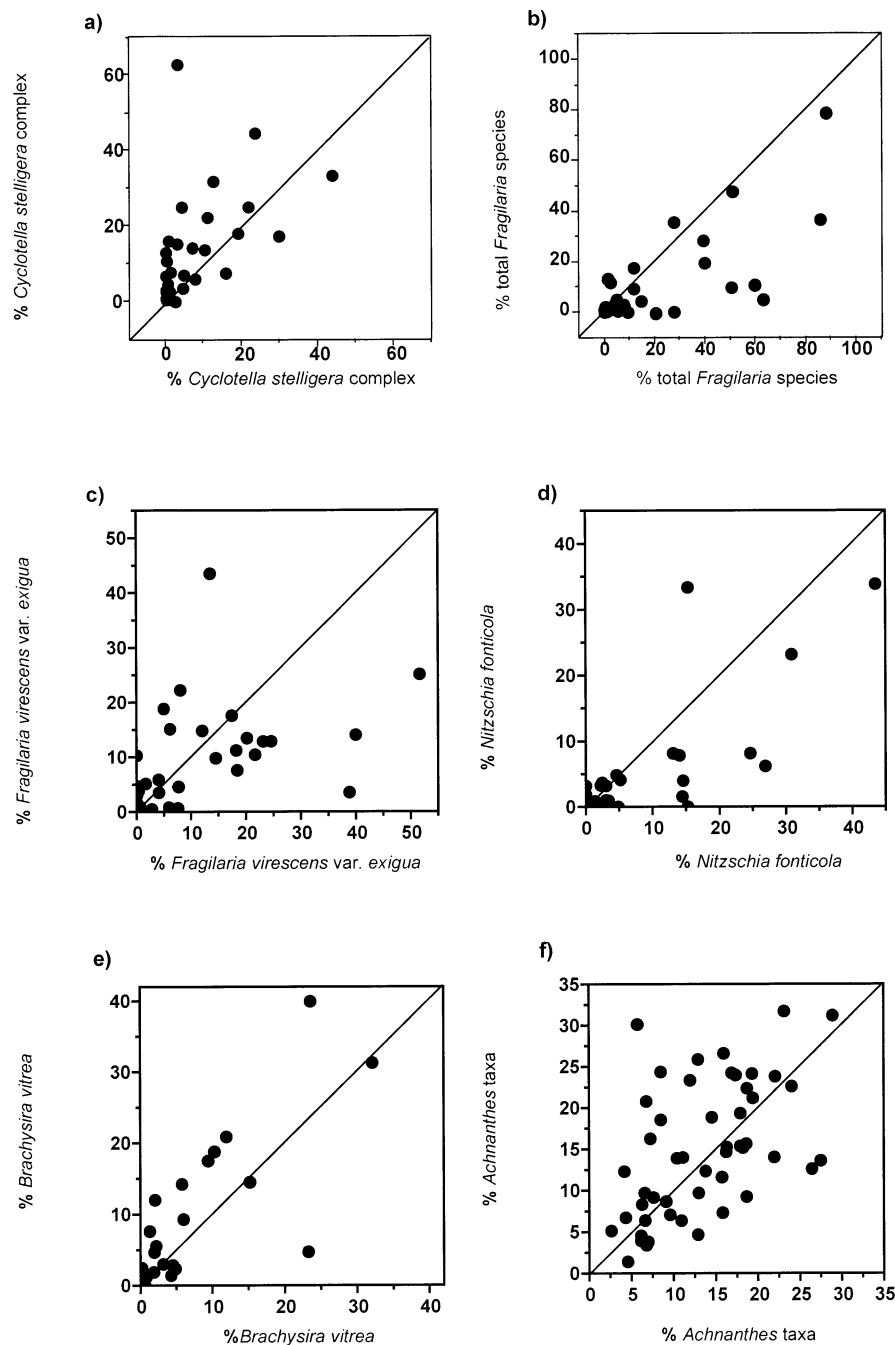 a)
% Cyclotella stelligera complex
60
40
20
0
0 20 40 60
% Cyclotella stelligera complex
b)
% total Fragilaria species
100
80
60
40
20
0
0 20 40 60 80 100
% total Fragilaria species
c)
% Fragilaria virescens var. exigua
50
40
30
20
10
0
0 10 20 30 40 50
% Fragilaria virescens var. exigua
d)
% Nitzschia fonticola
40
30
20
10
0
0 10 20 30 40
% Nitzschia fonticola
e)
% Brachysira vitrea
40
30
20
10
0
0 10 20 30 40
%Brachysira vitrea
f)
% Achnanthes taxa
35
30
25
20
15
10
5
0
0 5 10 15 20 25 30 35
% Achnanthes taxa